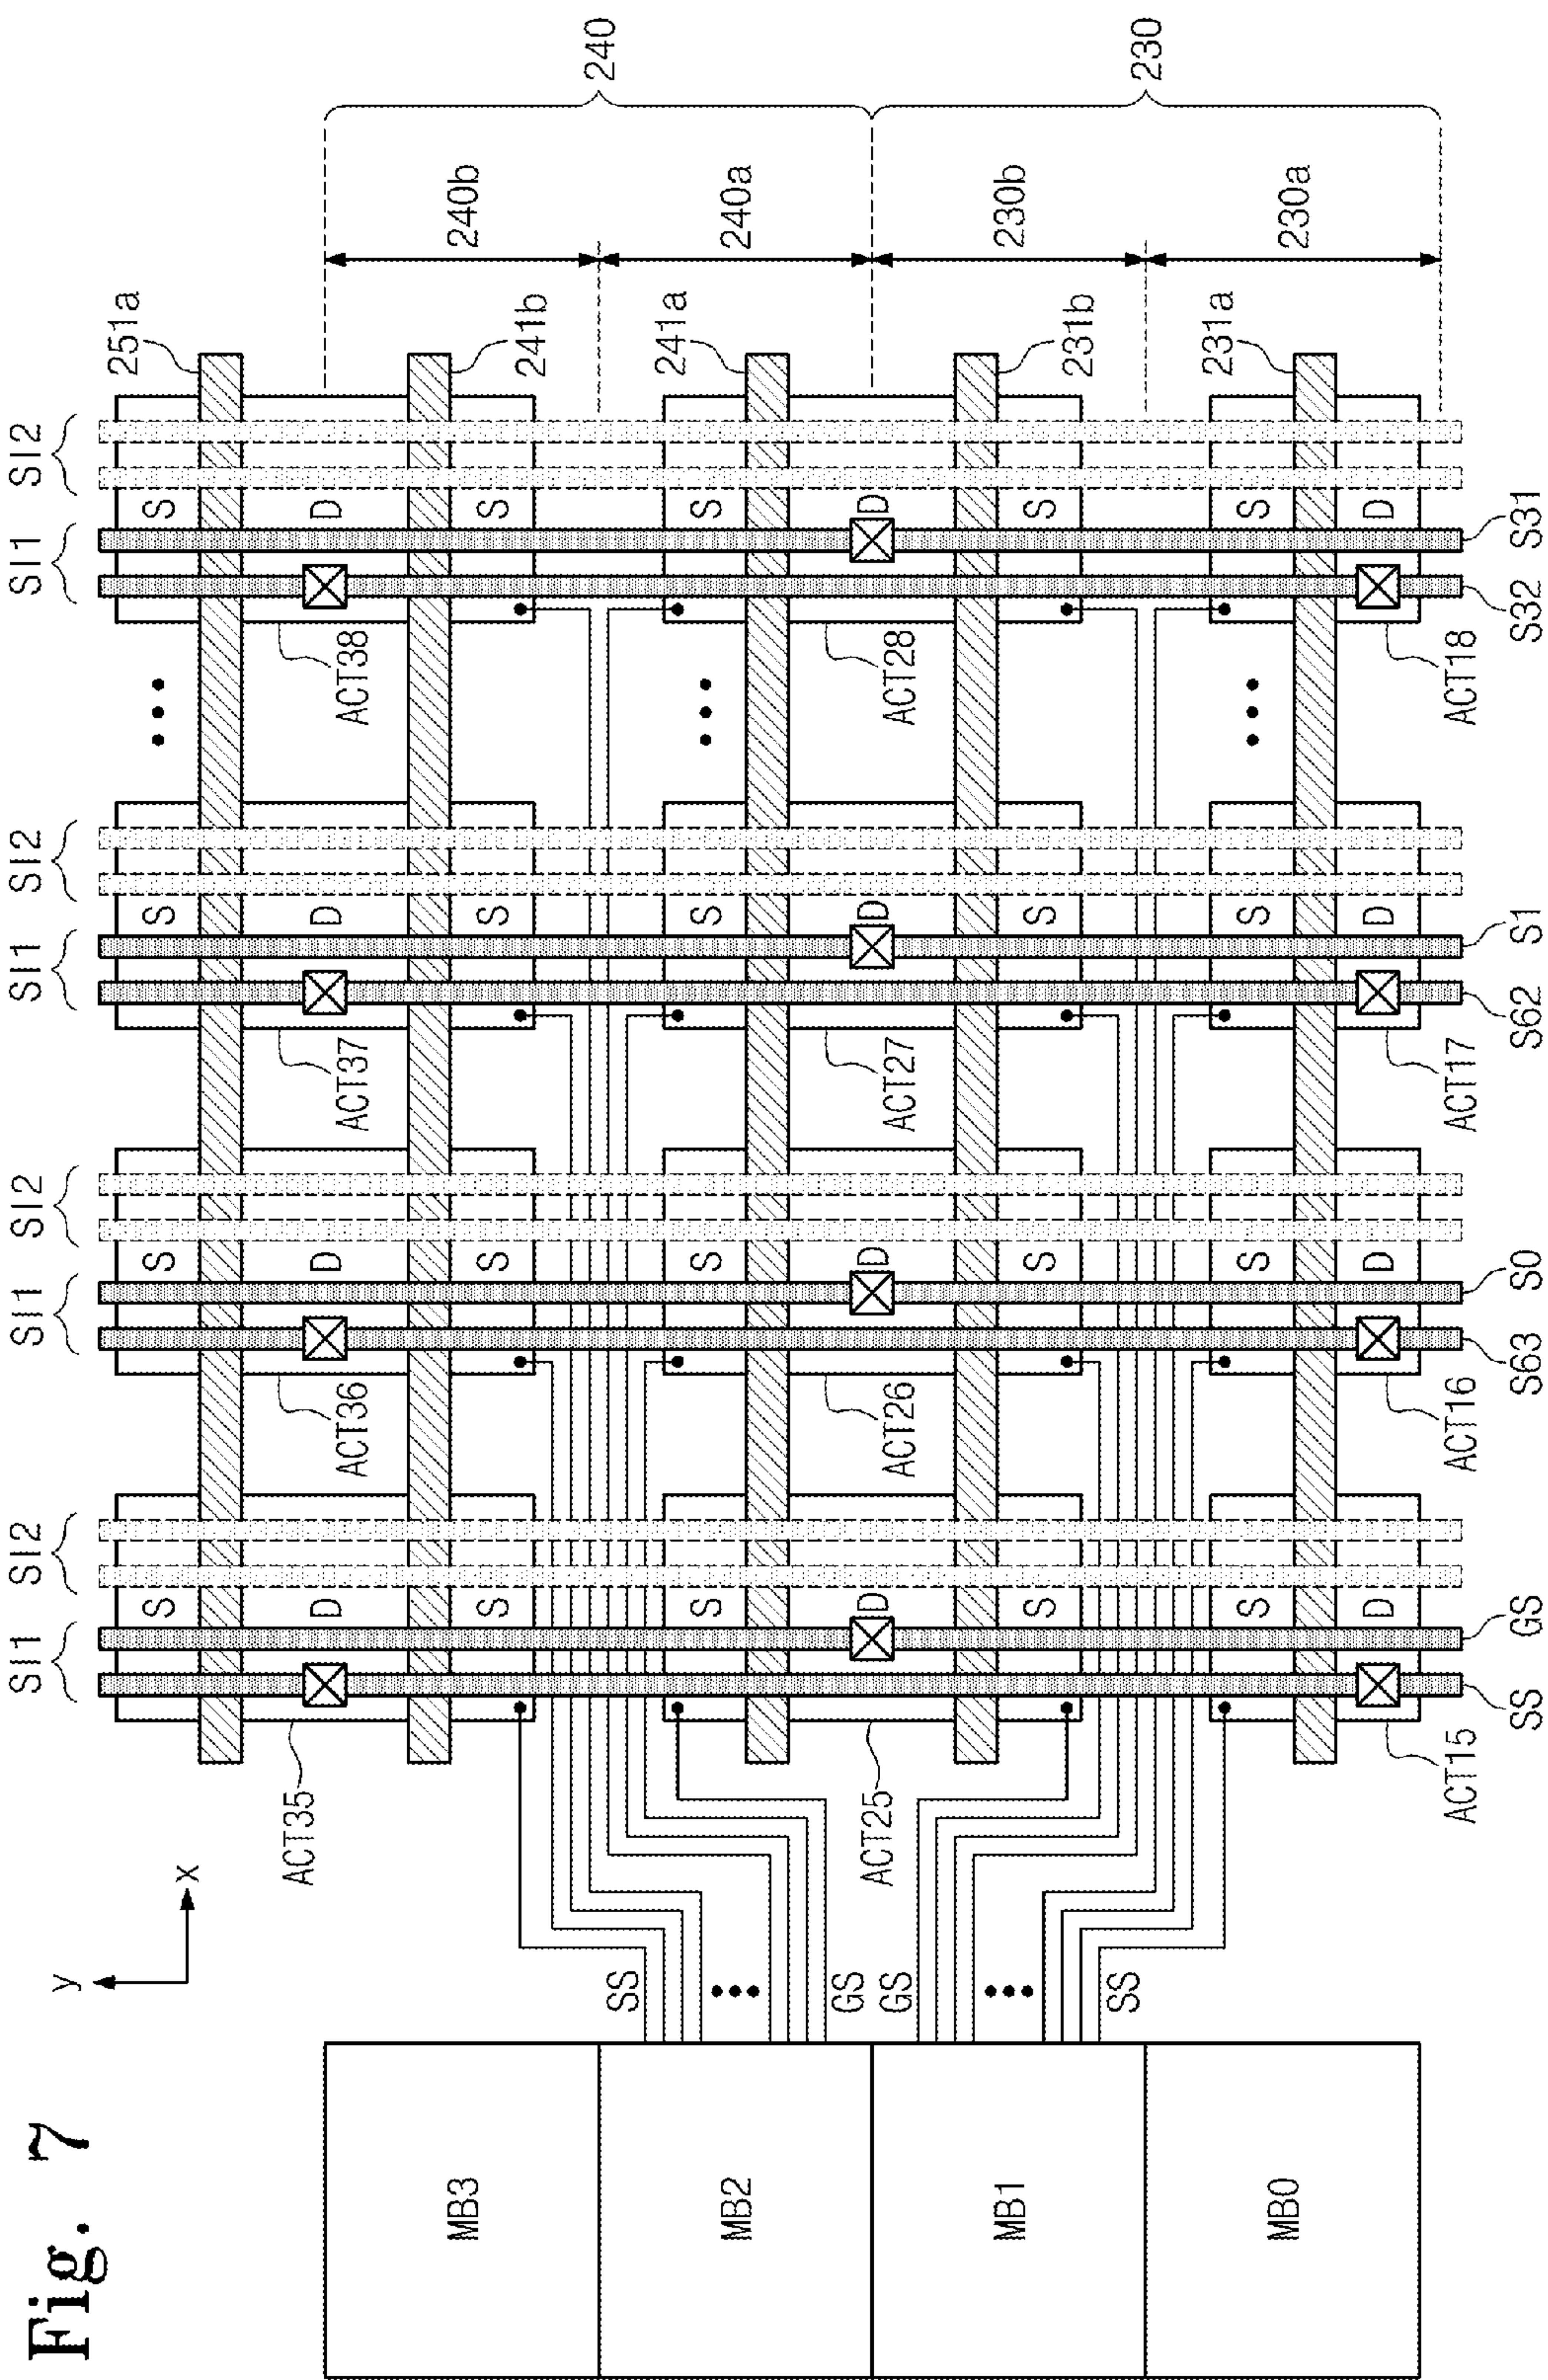 Fig. 7
SI1 SI2 SI1 SI2 SI1 SI2 SI1 SI2
y
x
251a
S S S S
ACT35 ACT36 ACT37 ACT38
D D D D
MB3
240b
S S S S
241b
240
SS
S S S S
241a
MB2
240a
GS
D D D D
ACT25 ACT26 ACT27 ACT28
GS
MB1
230b
S S S S
231b
SS
230
231a
S S S S
MB0
230a
D D D D
ACT15 ACT16 ACT17 ACT18
SS GS S63 S0 S62 S1 S32 S31